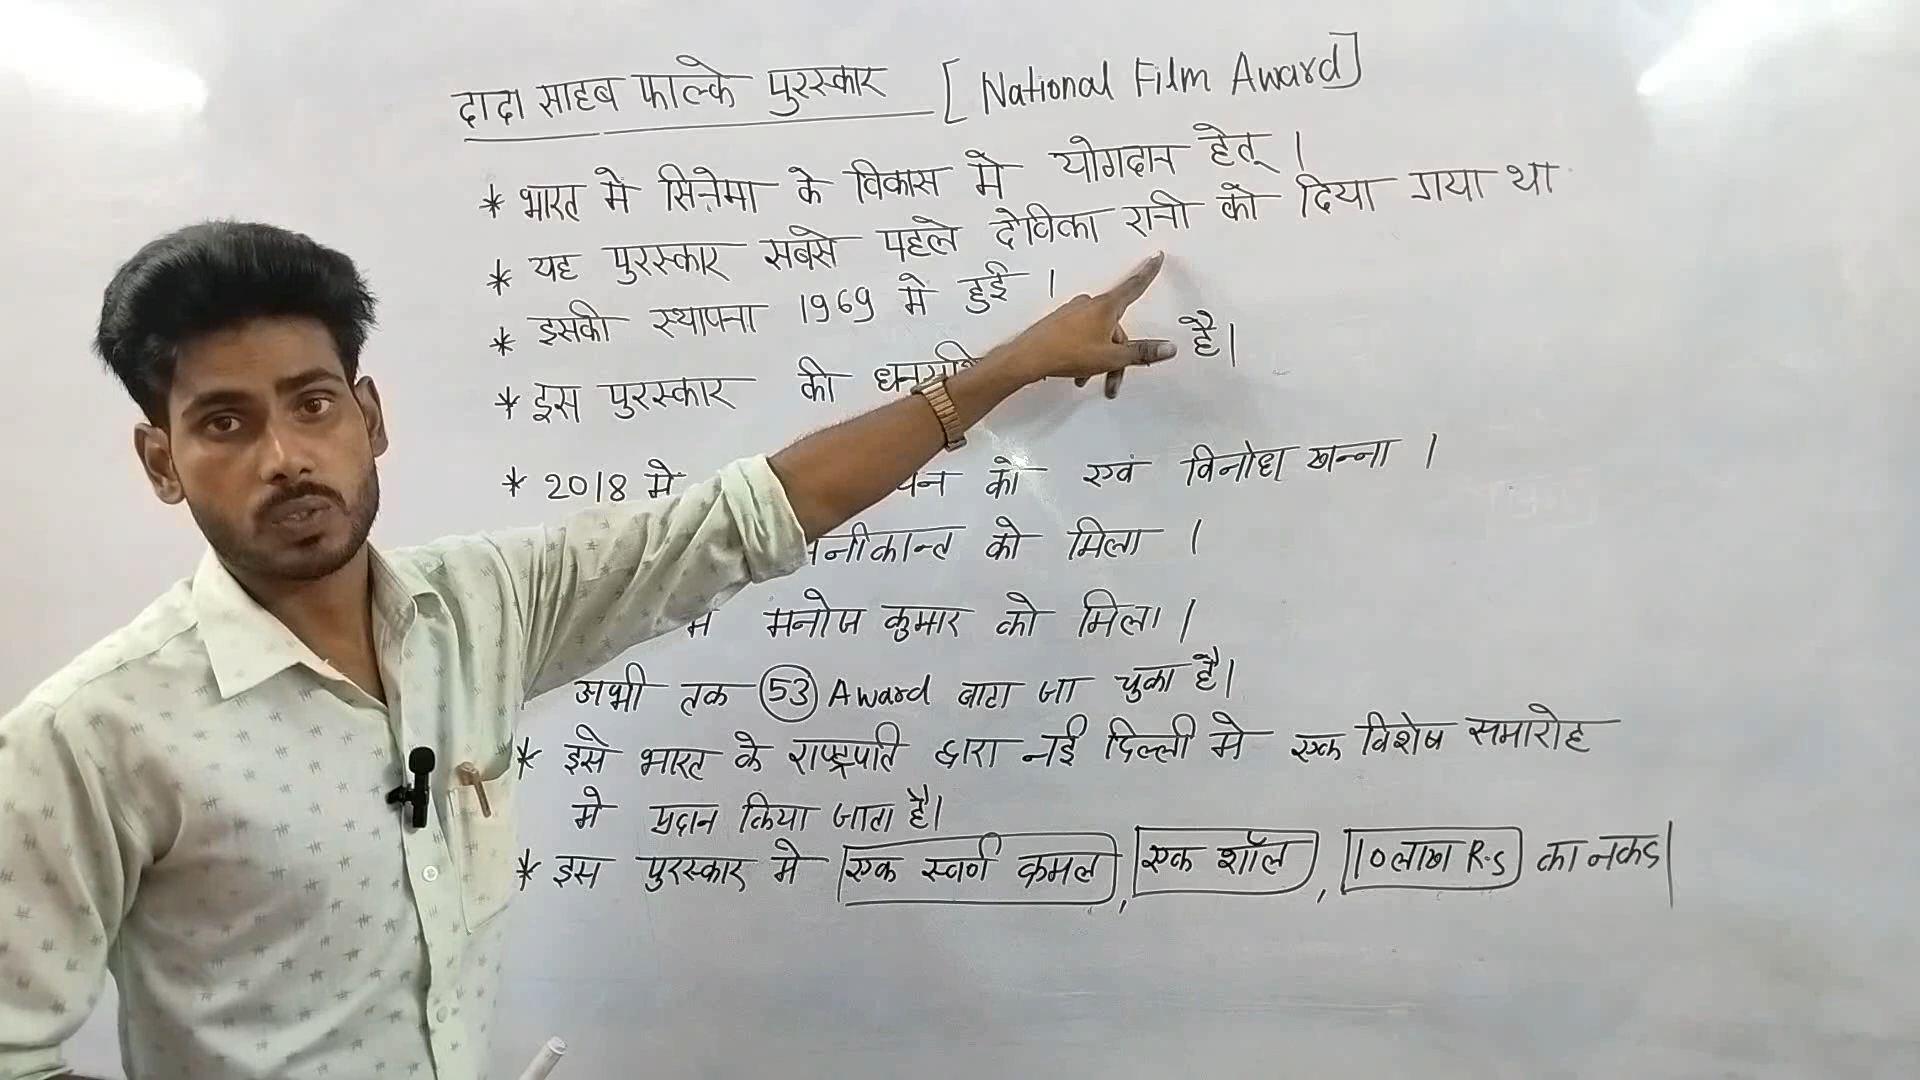 दादा साहब फाल्के पुरस्कार [National Film Award]
* भारत मे सिनेमा के विकास मे योगदान हेतू ।
* यह पुरस्कार सबसे पहले देविका रानी को दिया गया था
* इसकी स्थापना 1969 मे हुई ।
* इस पुरस्कार की है।
* 2018 मे को एवं विनोद खन्ना ।
को मिला ।
मनोज कुमार को मिला।
अभी तक 53 Award बाटा जा चुका है।
* इसे भारत के राष्ट्रपति द्वारा नई दिल्ली मे एक विशेष समारोह
मे प्रदान किया जाता है।
* इस पुरस्कार मे एक स्वर्ण कमल, एक शॉल, 10 लाख R.s का नकद|